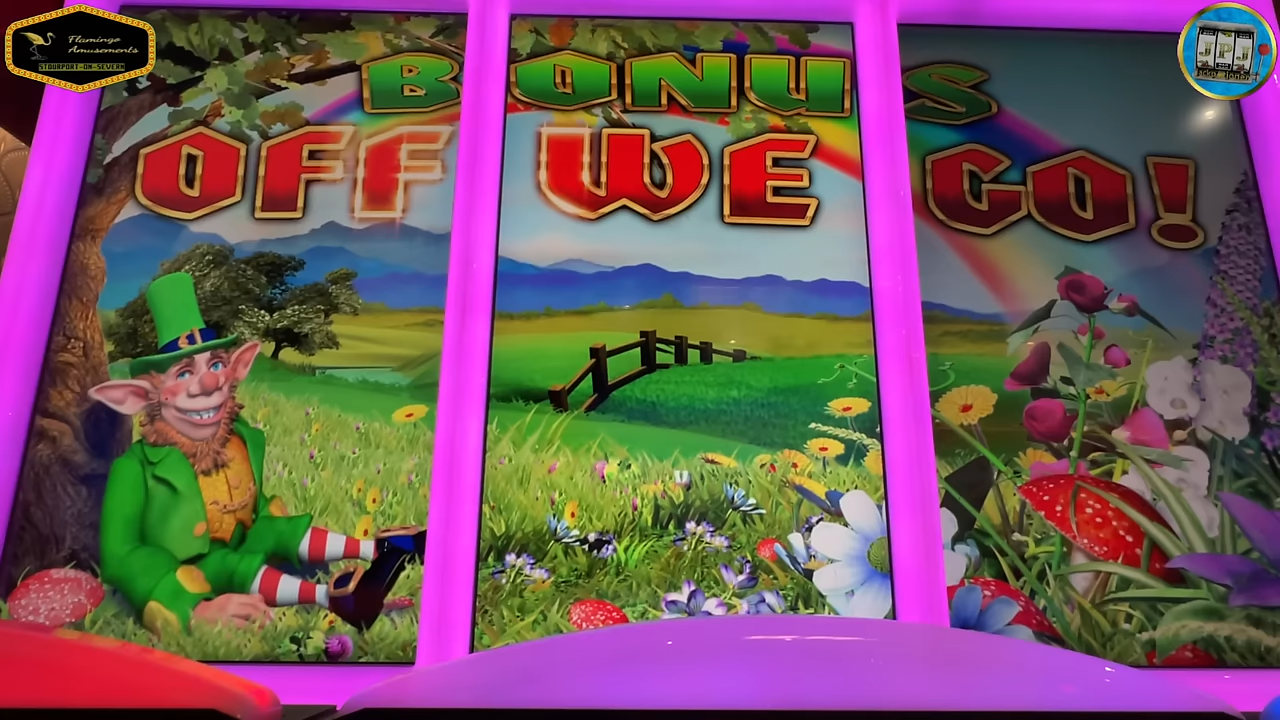 Flamingo
Amusements
STOURPORT-ON-SEVERN
JPJ
BONUS
OFF WE GO!